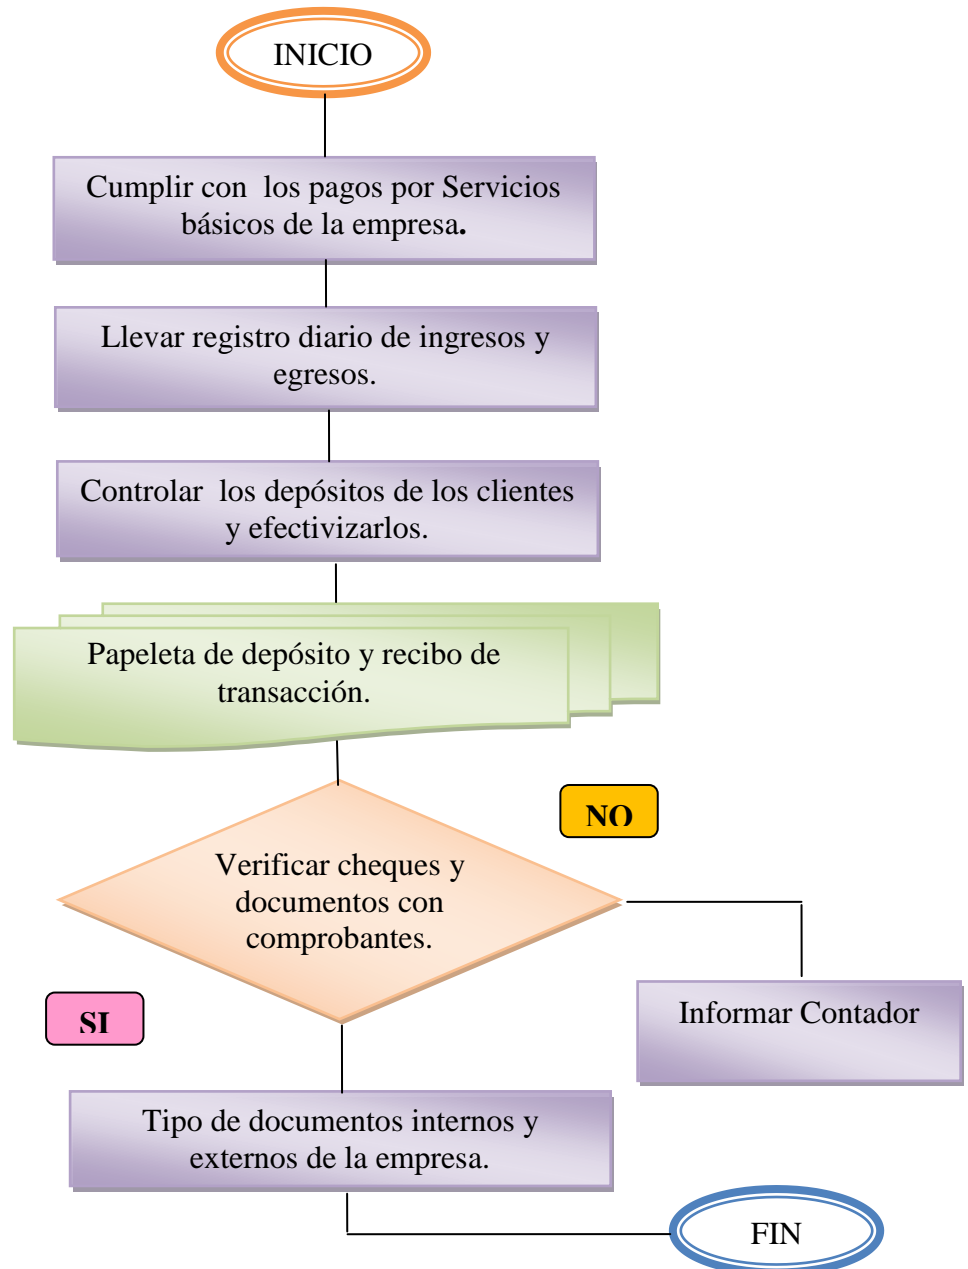 INICIO
Cumplir con los pagos por Servicios
básicos de la empresa.
Llevar registro diario de ingresos y
egresos.
Controlar los depósitos de los clientes
y efectivizarlos.
Papeleta de depósito y recibo de
transacción.
NO
Verificar cheques y
documentos con
comprobantes.
SI
Informar Contador
Tipo de documentos internos y
externos de la empresa.
FIN